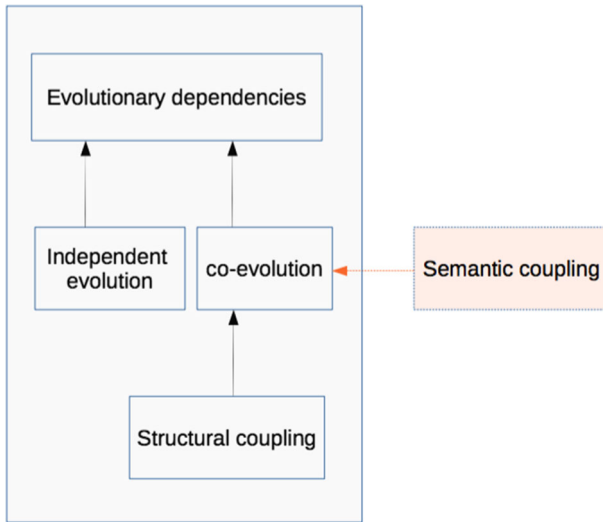 Evolutionary dependencies
Independent
evolution
co-evolution
Semantic coupling
Structural coupling